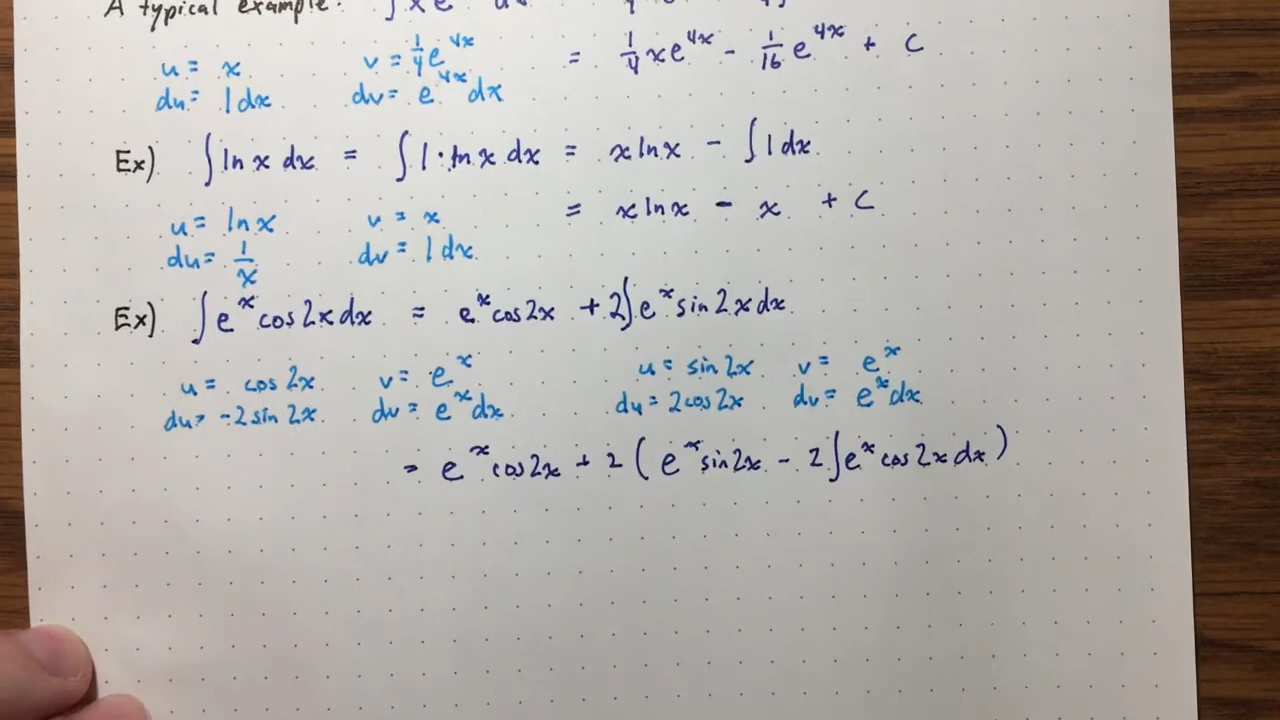 A typical example:
u = x v = 1/4 e^4x = 1/4 xe^4x - 1/16 e^4x + C
du = 1dx dv = e^4x dx
Ex) ∫ ln x dx = ∫ 1 · ln x dx = x ln x - ∫ 1 dx
u = ln x v = x = x ln x - x + C
du = 1/x dv = 1 dx
Ex) ∫ e^x cos 2x dx = e^x cos 2x + 2∫ e^x sin 2x dx
u = cos 2x v = e^x u = sin 2x v = e^x
du = -2 sin 2x dv = e^x dx du = 2 cos 2x dv = e^x dx
= e^x cos 2x + 2 ( e^x sin 2x - 2 ∫ e^x cos 2x dx )